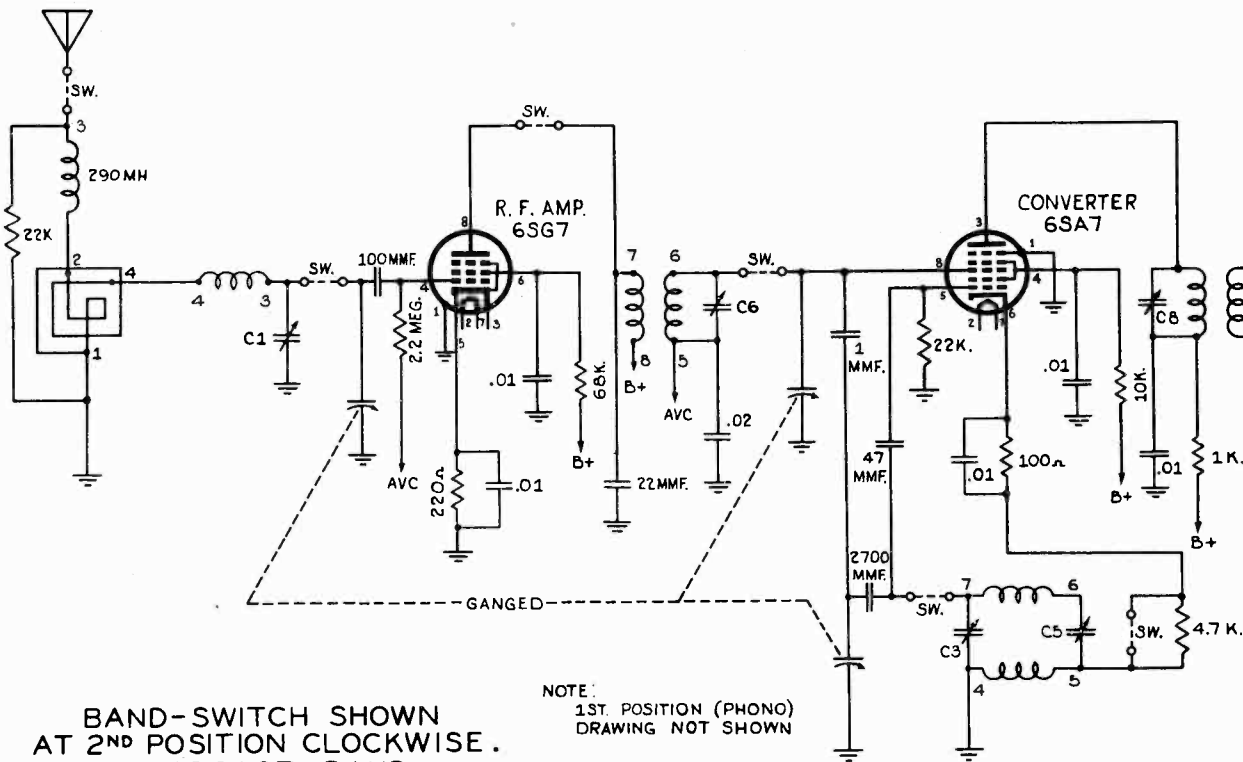 SW.
3
290MH
22K
2
4
1
4
3
SW.
C1
100MMF.
4
2.2 MEG.
AVC
SW.
8
R. F. AMP.
6SG7
6
1
2
7
3
5
.01
68K.
B+
220Ω
.01
22MMF.
7
8
B+
6
5
AVC
C6
.02
SW.
CONVERTER
6SA7
3
1
8
4
5
6
2
7
1
MMF.
22K.
47
MMF.
.01
10K.
B+
.01
100Ω
C8
.01
1K.
B+
2700
MMF.
SW.
7
6
C3
C5
4
5
SW.
4.7 K.
GANGED
NOTE:
1ST. POSITION (PHONO)
DRAWING NOT SHOWN
BAND-SWITCH SHOWN
AT 2ND POSITION CLOCKWISE.